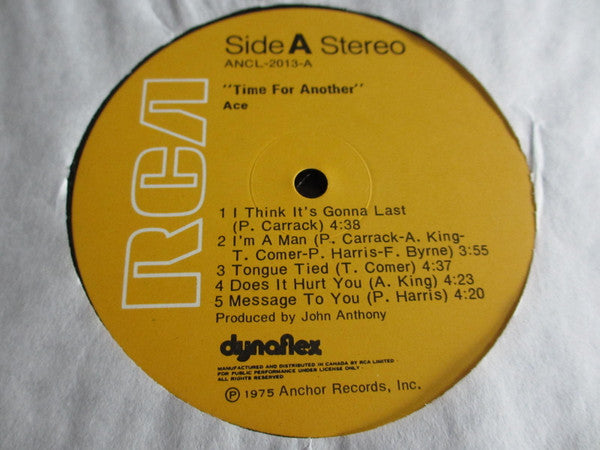 RCA
Side A Stereo
ANCL-2013-A
"Time For Another"
Ace
1 I Think It's Gonna Last
(P. Carrack) 4:38
2 I'm A Man (P. Carrack-A. King-
T. Comer-P. Harris-F. Byrne) 3:55
3 Tongue Tied (T. Comer) 4:37
4 Does It Hurt You (A. King) 4:23
5 Message To You (P. Harris) 4:20
Produced by John Anthony
dynaflex
MANUFACTURED AND DISTRIBUTED IN CANADA BY RCA LIMITED
FOR PUBLIC PERFORMANCE UNDER LICENSE ONLY -
ALL RIGHTS RESERVED
℗ 1975 Anchor Records, Inc.